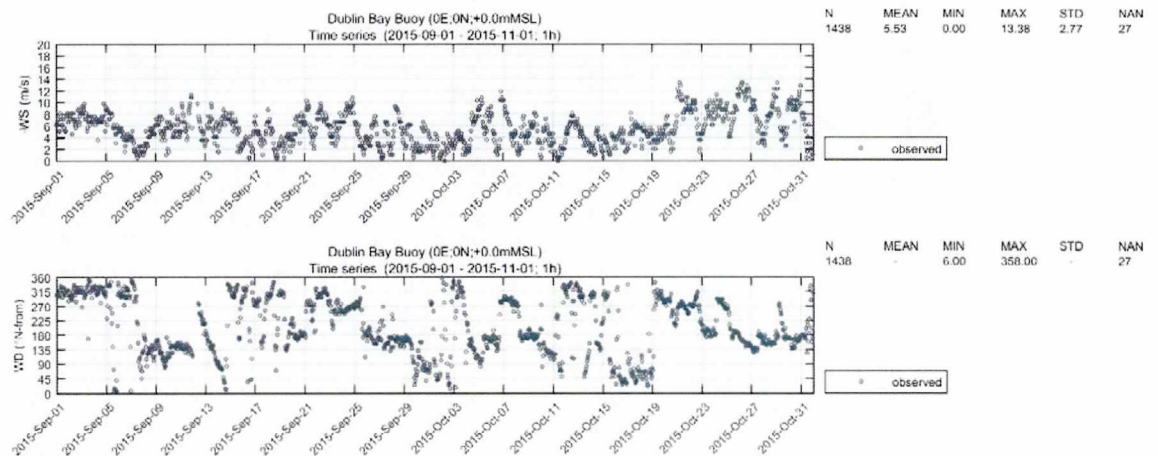 Dublin Bay Buoy (0E;0N;+0.0mMSL)
Time series (2015-09-01 - 2015-11-01; 1h)
N MEAN MIN MAX STD NAN
1438 5.53 0.00 13.38 2.77 27
WS (m/s)
20
18
16
14
12
10
8
6
4
2
0
observed
2015-Sep-01 2015-Sep-05 2015-Sep-09 2015-Sep-13 2015-Sep-17 2015-Sep-21 2015-Sep-25 2015-Sep-29 2015-Oct-03 2015-Oct-07 2015-Oct-11 2015-Oct-15 2015-Oct-19 2015-Oct-23 2015-Oct-27 2015-Oct-31
Dublin Bay Buoy (0E;0N;+0.0mMSL)
Time series (2015-09-01 - 2015-11-01; 1h)
N MEAN MIN MAX STD NAN
1438 - 6.00 358.00 - 27
WD (°N-from)
360
315
270
225
180
135
90
45
0
observed
2015-Sep-01 2015-Sep-05 2015-Sep-09 2015-Sep-13 2015-Sep-17 2015-Sep-21 2015-Sep-25 2015-Sep-29 2015-Oct-03 2015-Oct-07 2015-Oct-11 2015-Oct-15 2015-Oct-19 2015-Oct-23 2015-Oct-27 2015-Oct-31